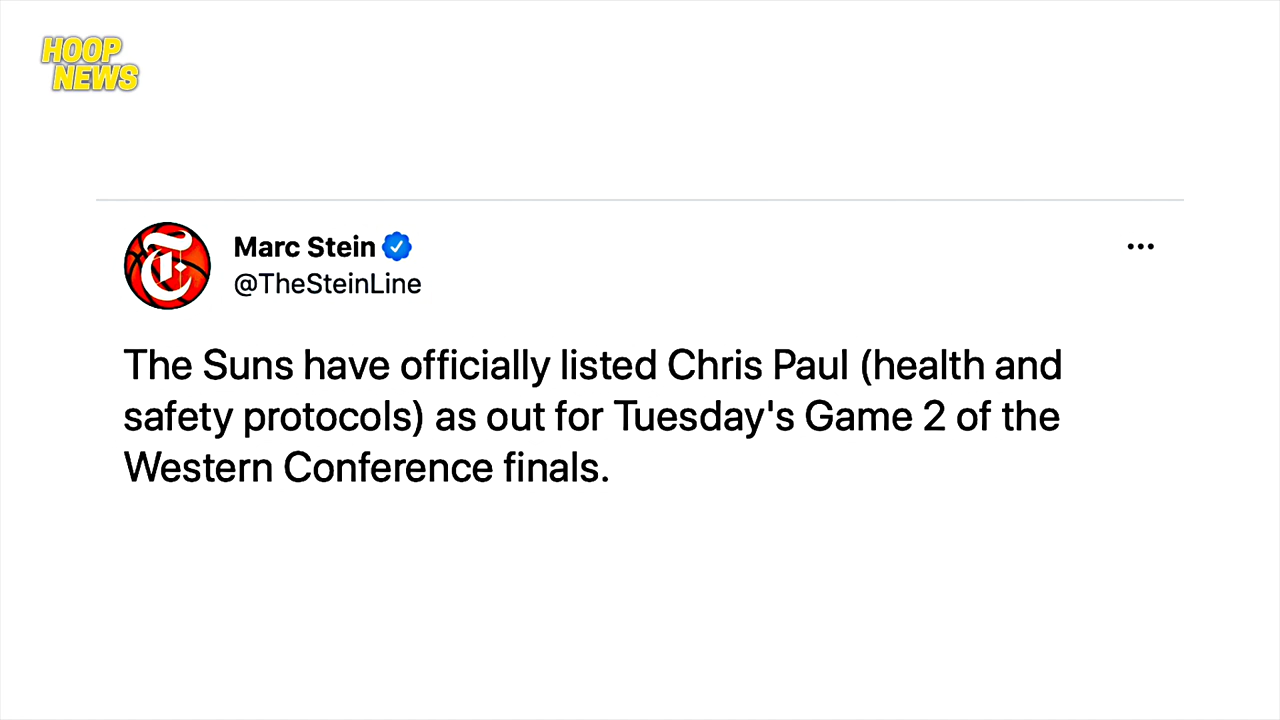 HOOP
NEWS
Marc Stein
@TheSteinLine
The Suns have officially listed Chris Paul (health and
safety protocols) as out for Tuesday's Game 2 of the
Western Conference finals.